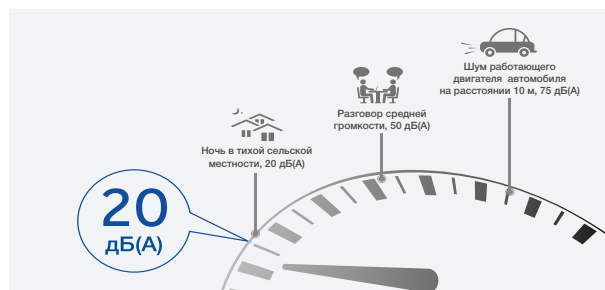 Шум работающего
двигателя автомобиля
на расстоянии 10 м, 75 дБ(А)
Разговор средней
громкости, 50 дБ(А)
Ночь в тихой сельской
местности, 20 дБ(А)
20
дБ(А)